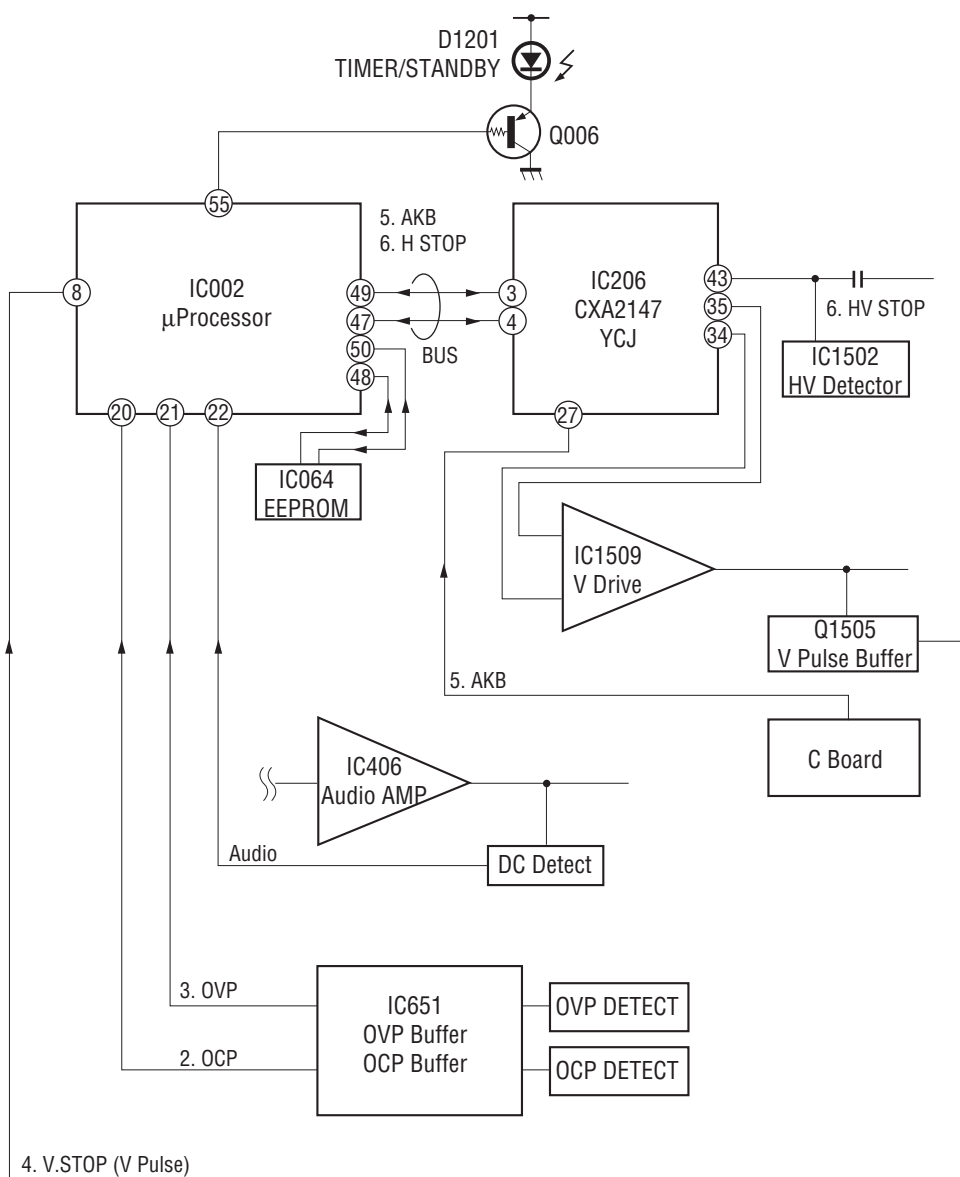 D1201
TIMER/STANDBY
Q006
55
5. AKB
6. H STOP
8
IC002
μProcessor
49
47
50
48
BUS
3
4
IC206
CXA2147
YCJ
43
35
34
6. HV STOP
IC1502
HV Detector
20
21
22
27
IC064
EEPROM
IC1509
V Drive
Q1505
V Pulse Buffer
5. AKB
C Board
IC406
Audio AMP
Audio
DC Detect
3. OVP
IC651
OVP Buffer
OCP Buffer
OVP DETECT
2. OCP
OCP DETECT
4. V.STOP (V Pulse)